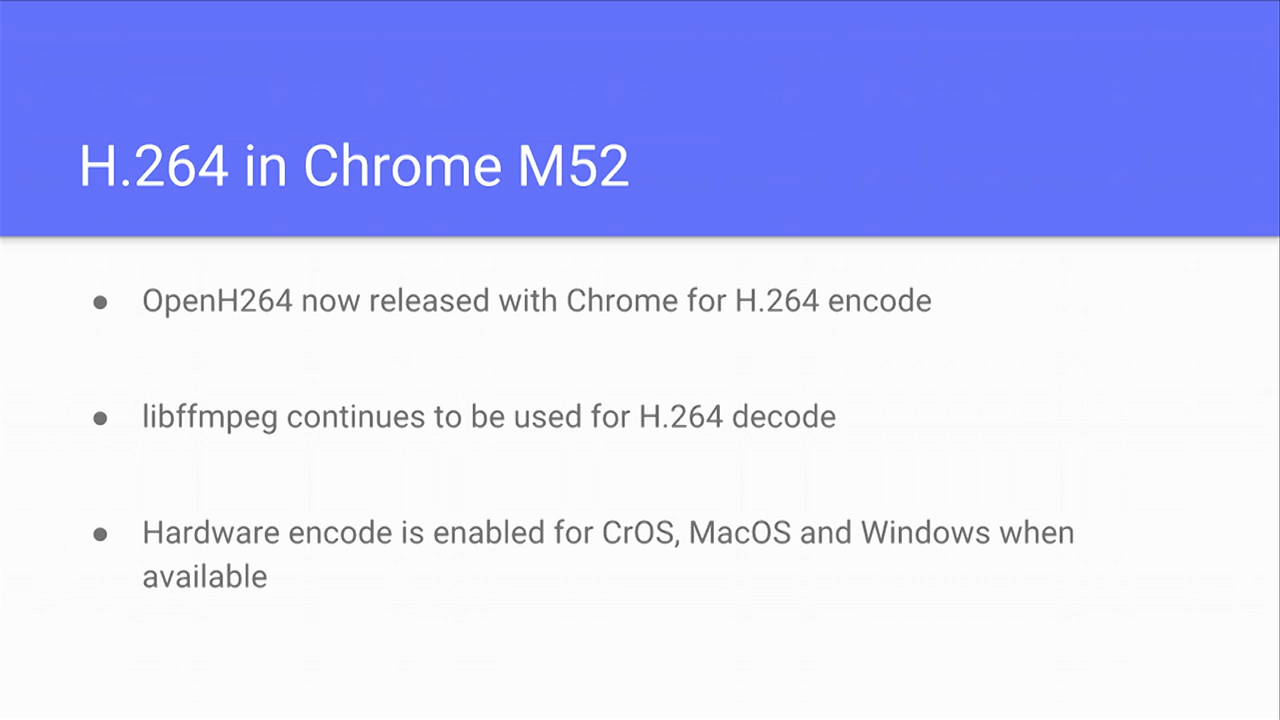 H.264 in Chrome M52
● OpenH264 now released with Chrome for H.264 encode
● libffmpeg continues to be used for H.264 decode
● Hardware encode is enabled for CrOS, MacOS and Windows when
available